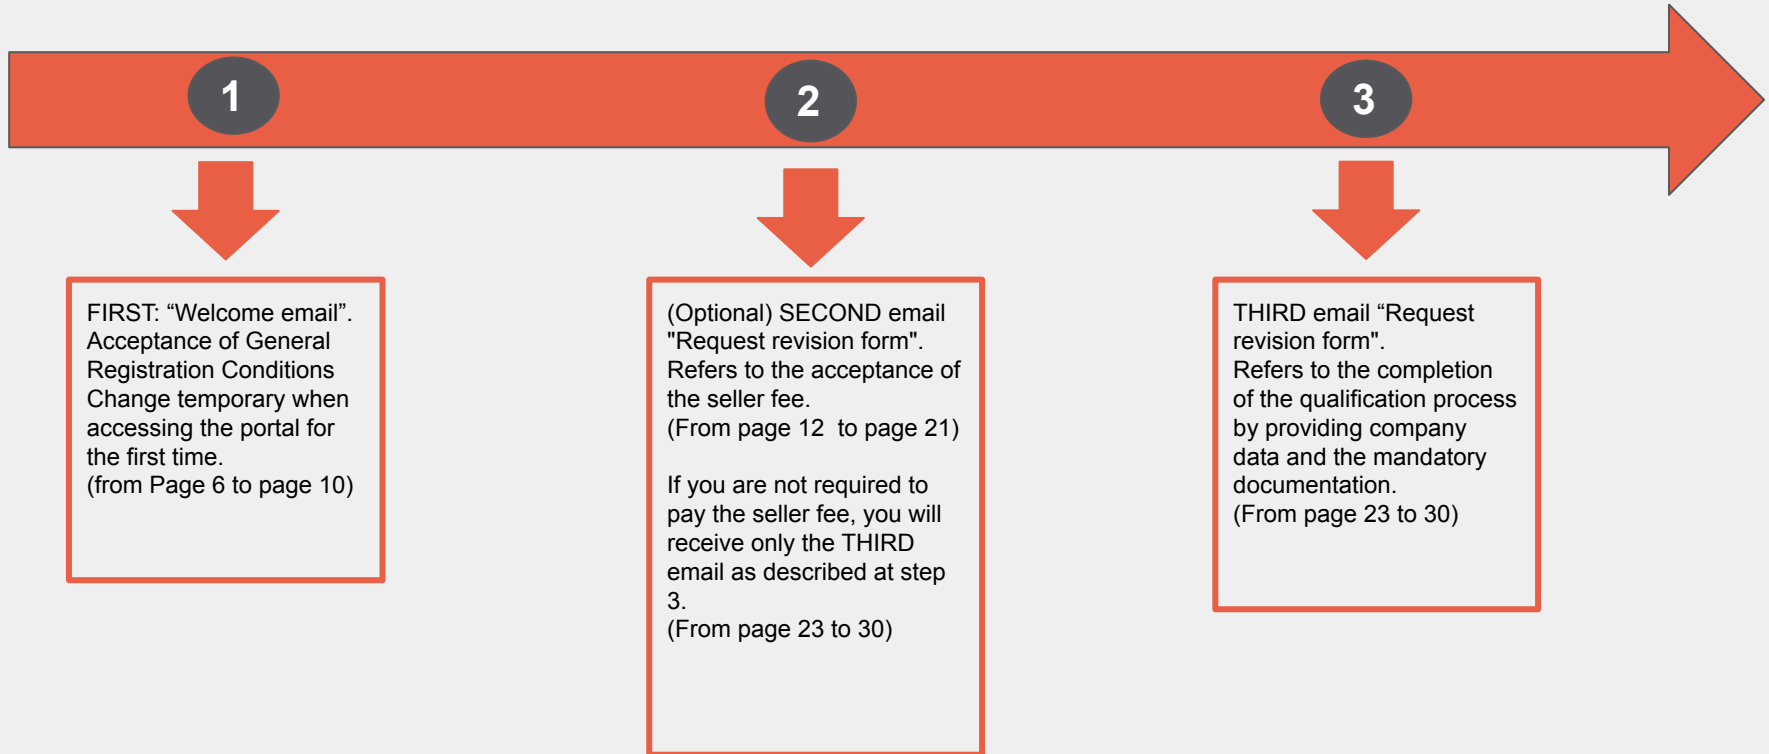 1
2
3
FIRST: “Welcome email”.
Acceptance of General
Registration Conditions
Change temporary when
accessing the portal for
the first time.
(from Page 6 to page 10)
(Optional) SECOND email
"Request revision form".
Refers to the acceptance of
the seller fee.
(From page 12  to page 21)
If you are not required to
pay the seller fee, you will
receive only the THIRD
email as described at step
3.
(From page 23 to 30)
THIRD email “Request
revision form".
Refers to the completion
of the qualification process
by providing company
data and the mandatory
documentation.
(From page 23 to 30)